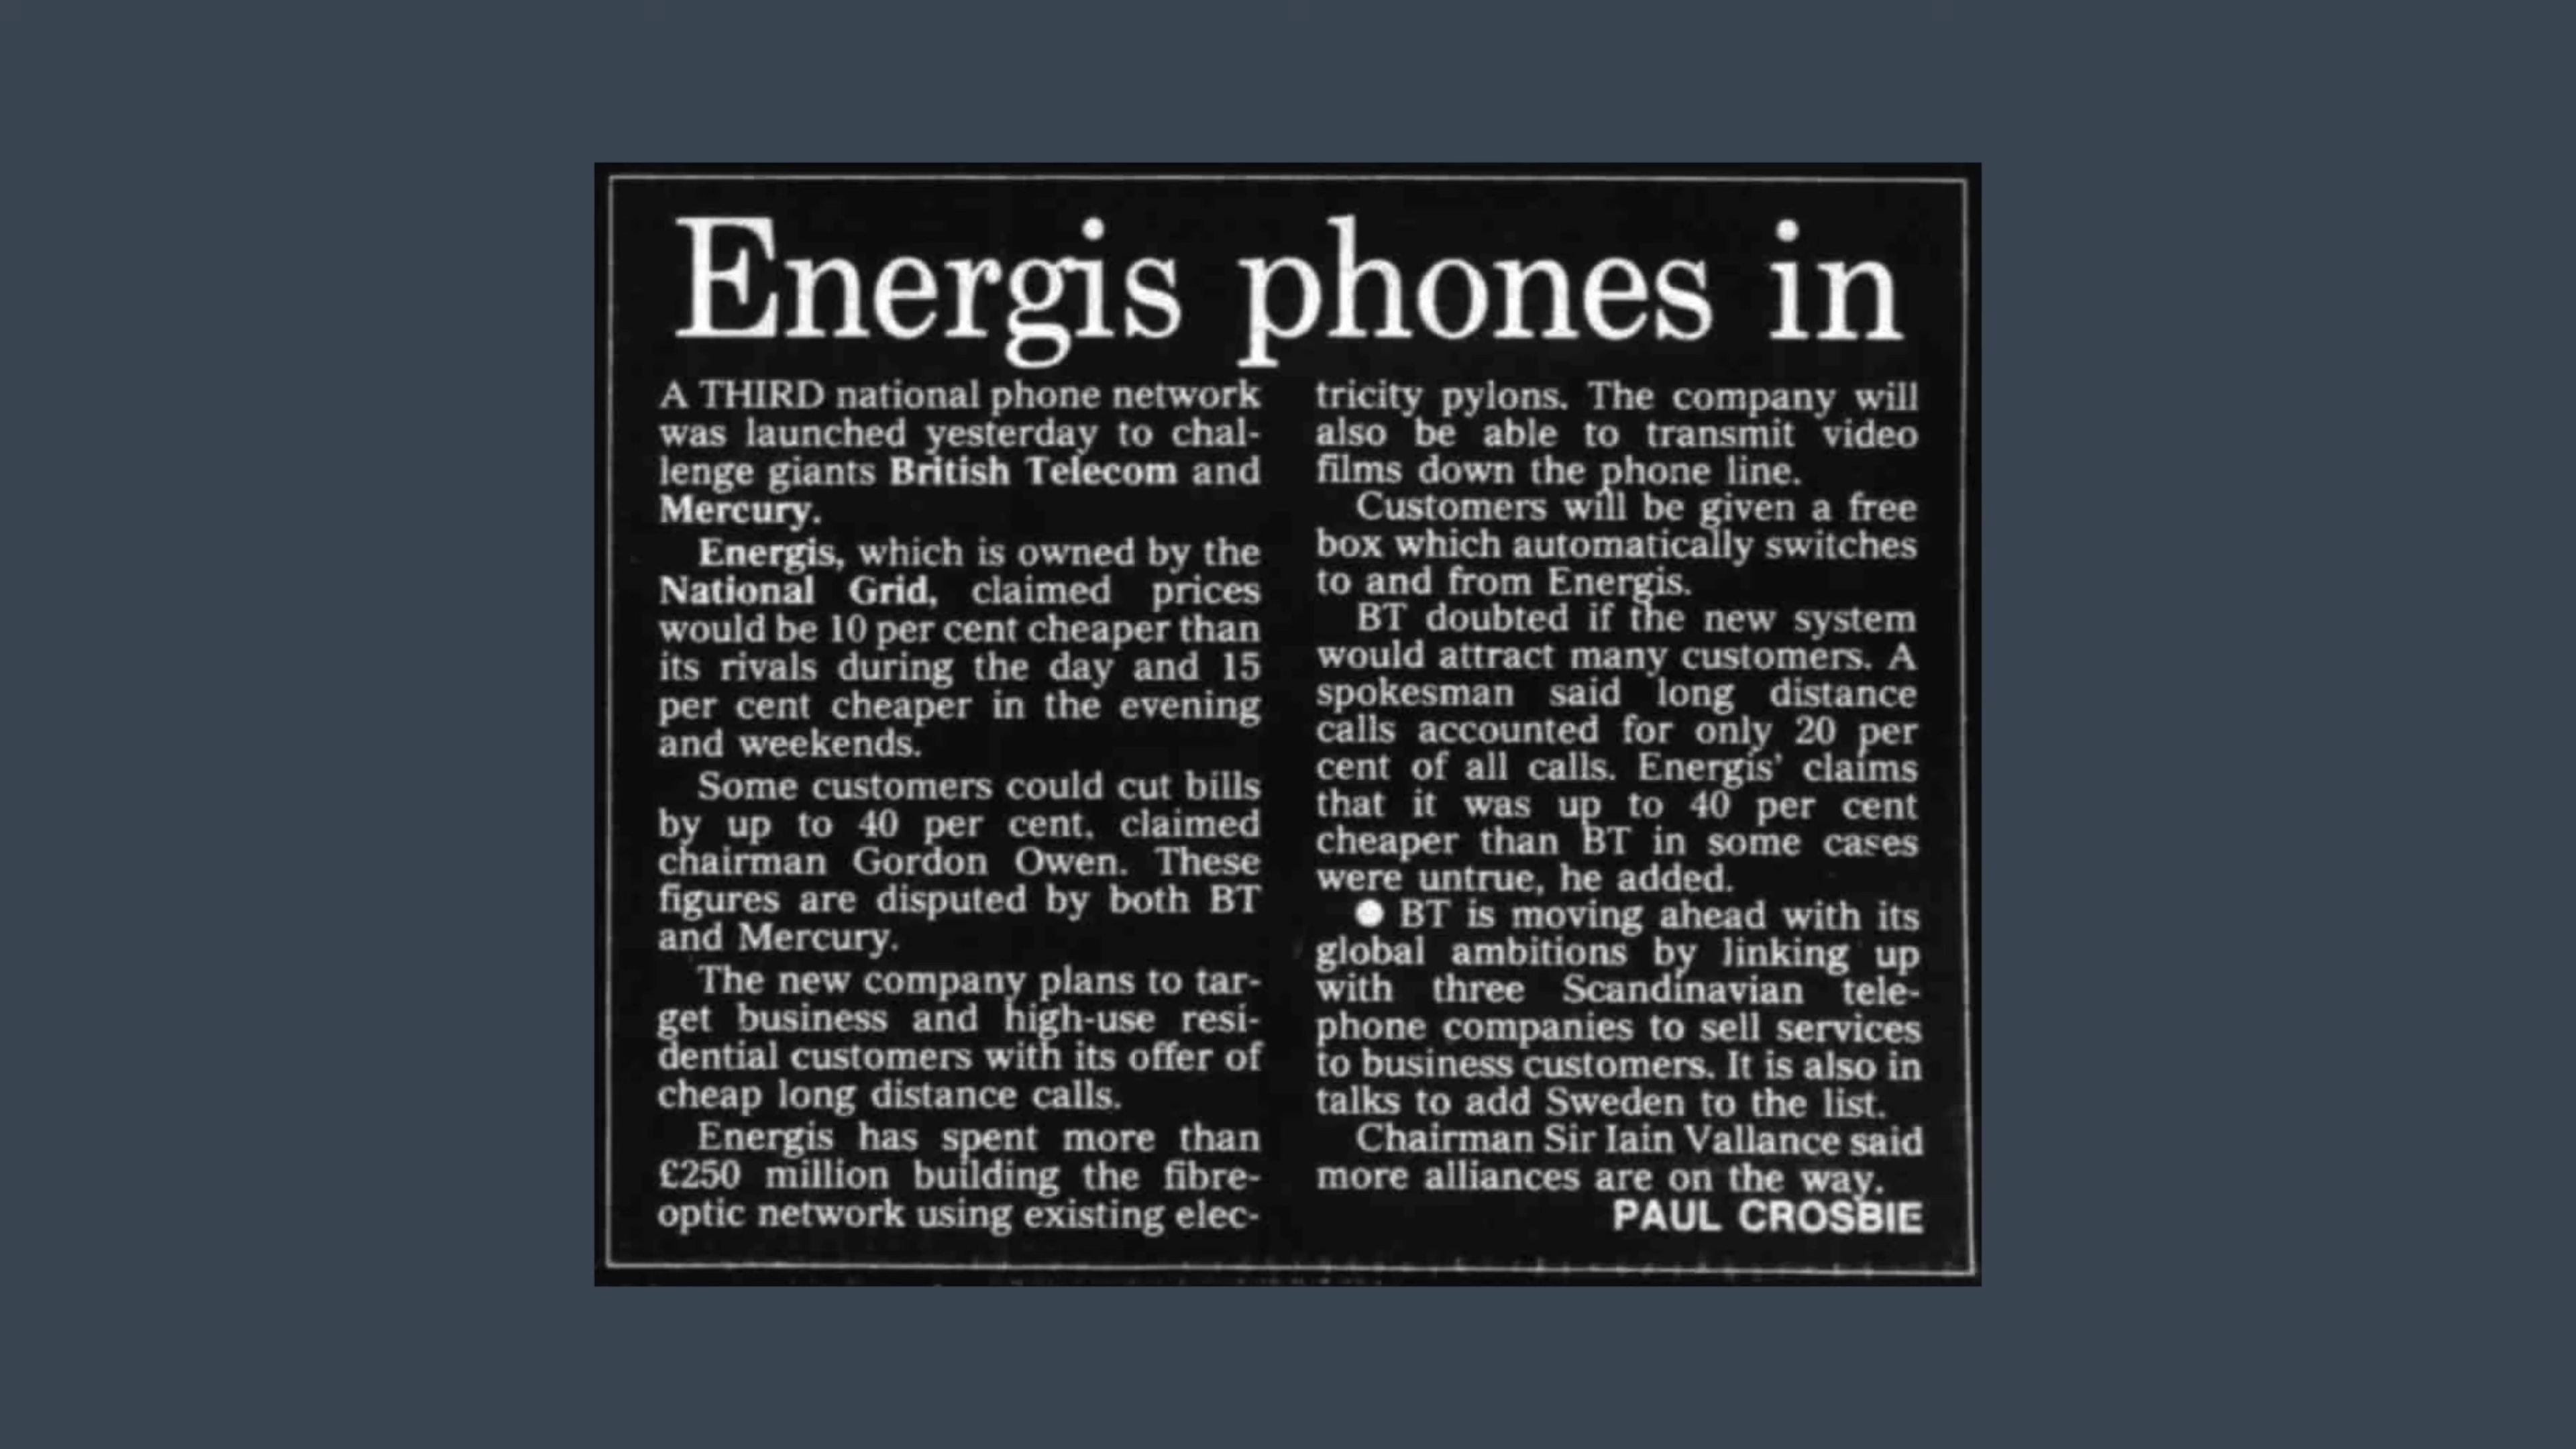 Energis phones in
A THIRD national phone network
was launched yesterday to chal-
lenge giants British Telecom and
Mercury.
Energis, which is owned by the
National Grid, claimed prices
would be 10 per cent cheaper than
its rivals during the day and 15
per cent cheaper in the evening
and weekends.
Some customers could cut bills
by up to 40 per cent, claimed
chairman Gordon Owen. These
figures are disputed by both BT
and Mercury.
The new company plans to tar-
get business and high-use resi-
dential customers with its offer of
cheap long distance calls.
Energis has spent more than
£250 million building the fibre-
optic network using existing elec-
tricity pylons. The company will
also be able to transmit video
films down the phone line.
Customers will be given a free
box which automatically switches
to and from Energis.
BT doubted if the new system
would attract many customers. A
spokesman said long distance
calls accounted for only 20 per
cent of all calls. Energis' claims
that it was up to 40 per cent
cheaper than BT in some cases
were untrue, he added.
● BT is moving ahead with its
global ambitions by linking up
with three Scandinavian tele-
phone companies to sell services
to business customers. It is also in
talks to add Sweden to the list.
Chairman Sir Iain Vallance said
more alliances are on the way.
PAUL CROSBIE